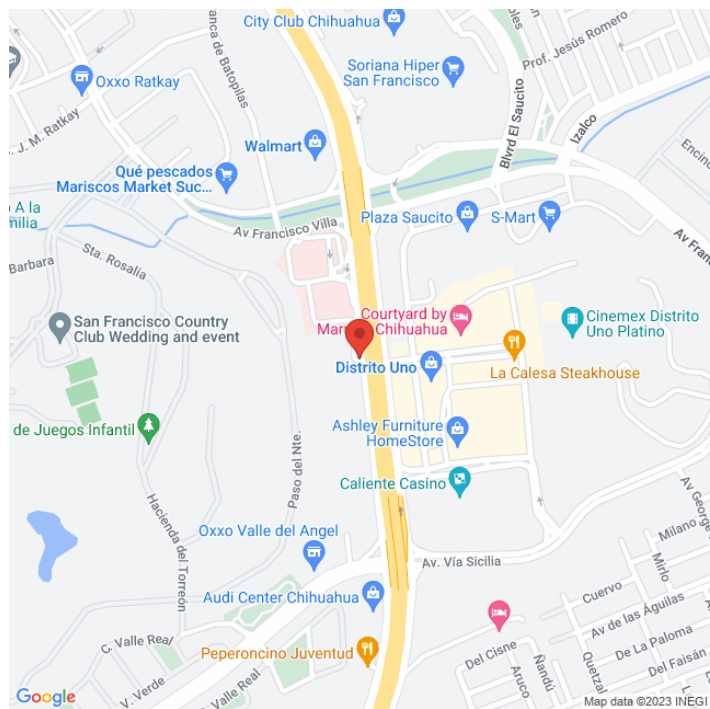 City Club Chihuahua
Soriana Hiper
San Francisco
Prof. Jesús Romero
Oxxo Ratkay
J. M. Ratkay
Walmart
Blvrd El Saucito
Izalco
Qué pescados
Mariscos Market Suc...
Plaza Saucito
S-Mart
A la
Av Francisco Villa
Barbara
Sta. Rosalía
Courtyard by
Chihuahua
Cinemex Distrito
Uno Platino
San Francisco Country
Club Wedding and event
Distrito Uno
La Calesa Steakhouse
de Juegos Infantil
Ashley Furniture
HomeStore
Paso del Nte.
Hacienda del Torreón
Caliente Casino
Oxxo Valle del Angel
Av. Vía Sicilia
Milano
Mirlo
Audi Center Chihuahua
Cuervo
Av de las Águilas
C. Valle Real
Peperoncino Juventud
Del Cisne
Ñandú
Aruco
Quetzal
De La Paloma
Del Faisán
V. Verde
Valle Real
Google
Map data ©2023 INEGI